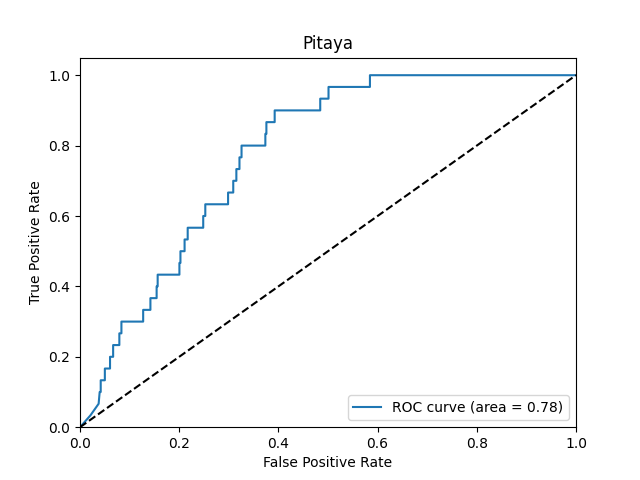 Pitaya
True Positive Rate
1.0
0.8
0.6
0.4
0.2
0.0
ROC curve (area = 0.78)
0.0 0.2 0.4 0.6 0.8 1.0
False Positive Rate